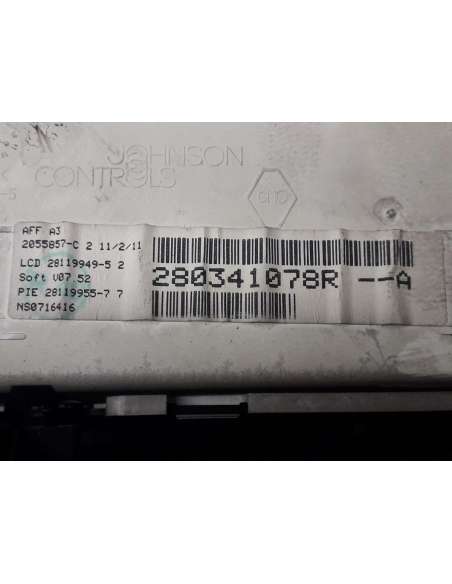 JOHNSON
CONTROLS
AFF A3
2055857-C 2 11/2/11
LCD 28119949-5 2
Soft V07.52
PIE 28119955-7 7
NS0716416
280341078R --A